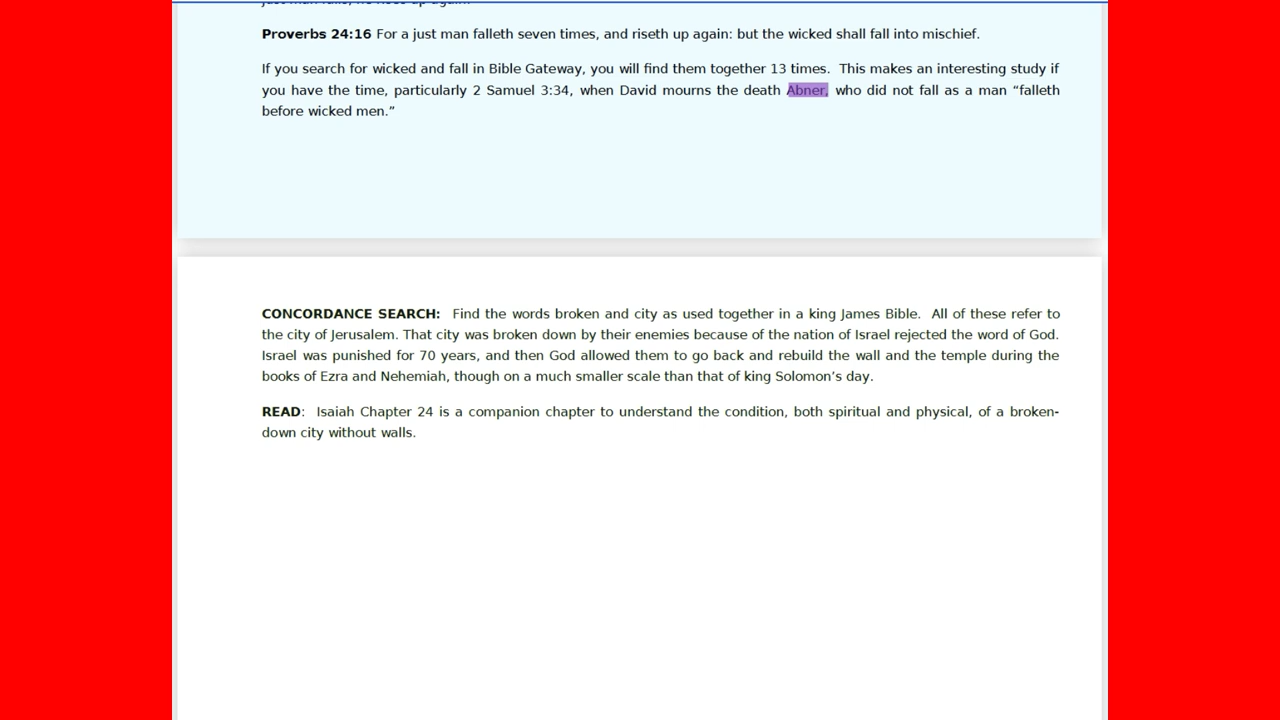 Proverbs 24:16 For a just man falleth seven times, and riseth up again: but the wicked shall fall into mischief.
If you search for wicked and fall in Bible Gateway, you will find them together 13 times.  This makes an interesting study if
you have the time, particularly 2 Samuel 3:34, when David mourns the death Abner, who did not fall as a man “falleth
before wicked men.”
CONCORDANCE SEARCH:  Find the words broken and city as used together in a king James Bible.  All of these refer to
the city of Jerusalem. That city was broken down by their enemies because of the nation of Israel rejected the word of God.
Israel was punished for 70 years, and then God allowed them to go back and rebuild the wall and the temple during the
books of Ezra and Nehemiah, though on a much smaller scale than that of king Solomon’s day.
READ:  Isaiah Chapter 24 is a companion chapter to understand the condition, both spiritual and physical, of a broken-
down city without walls.